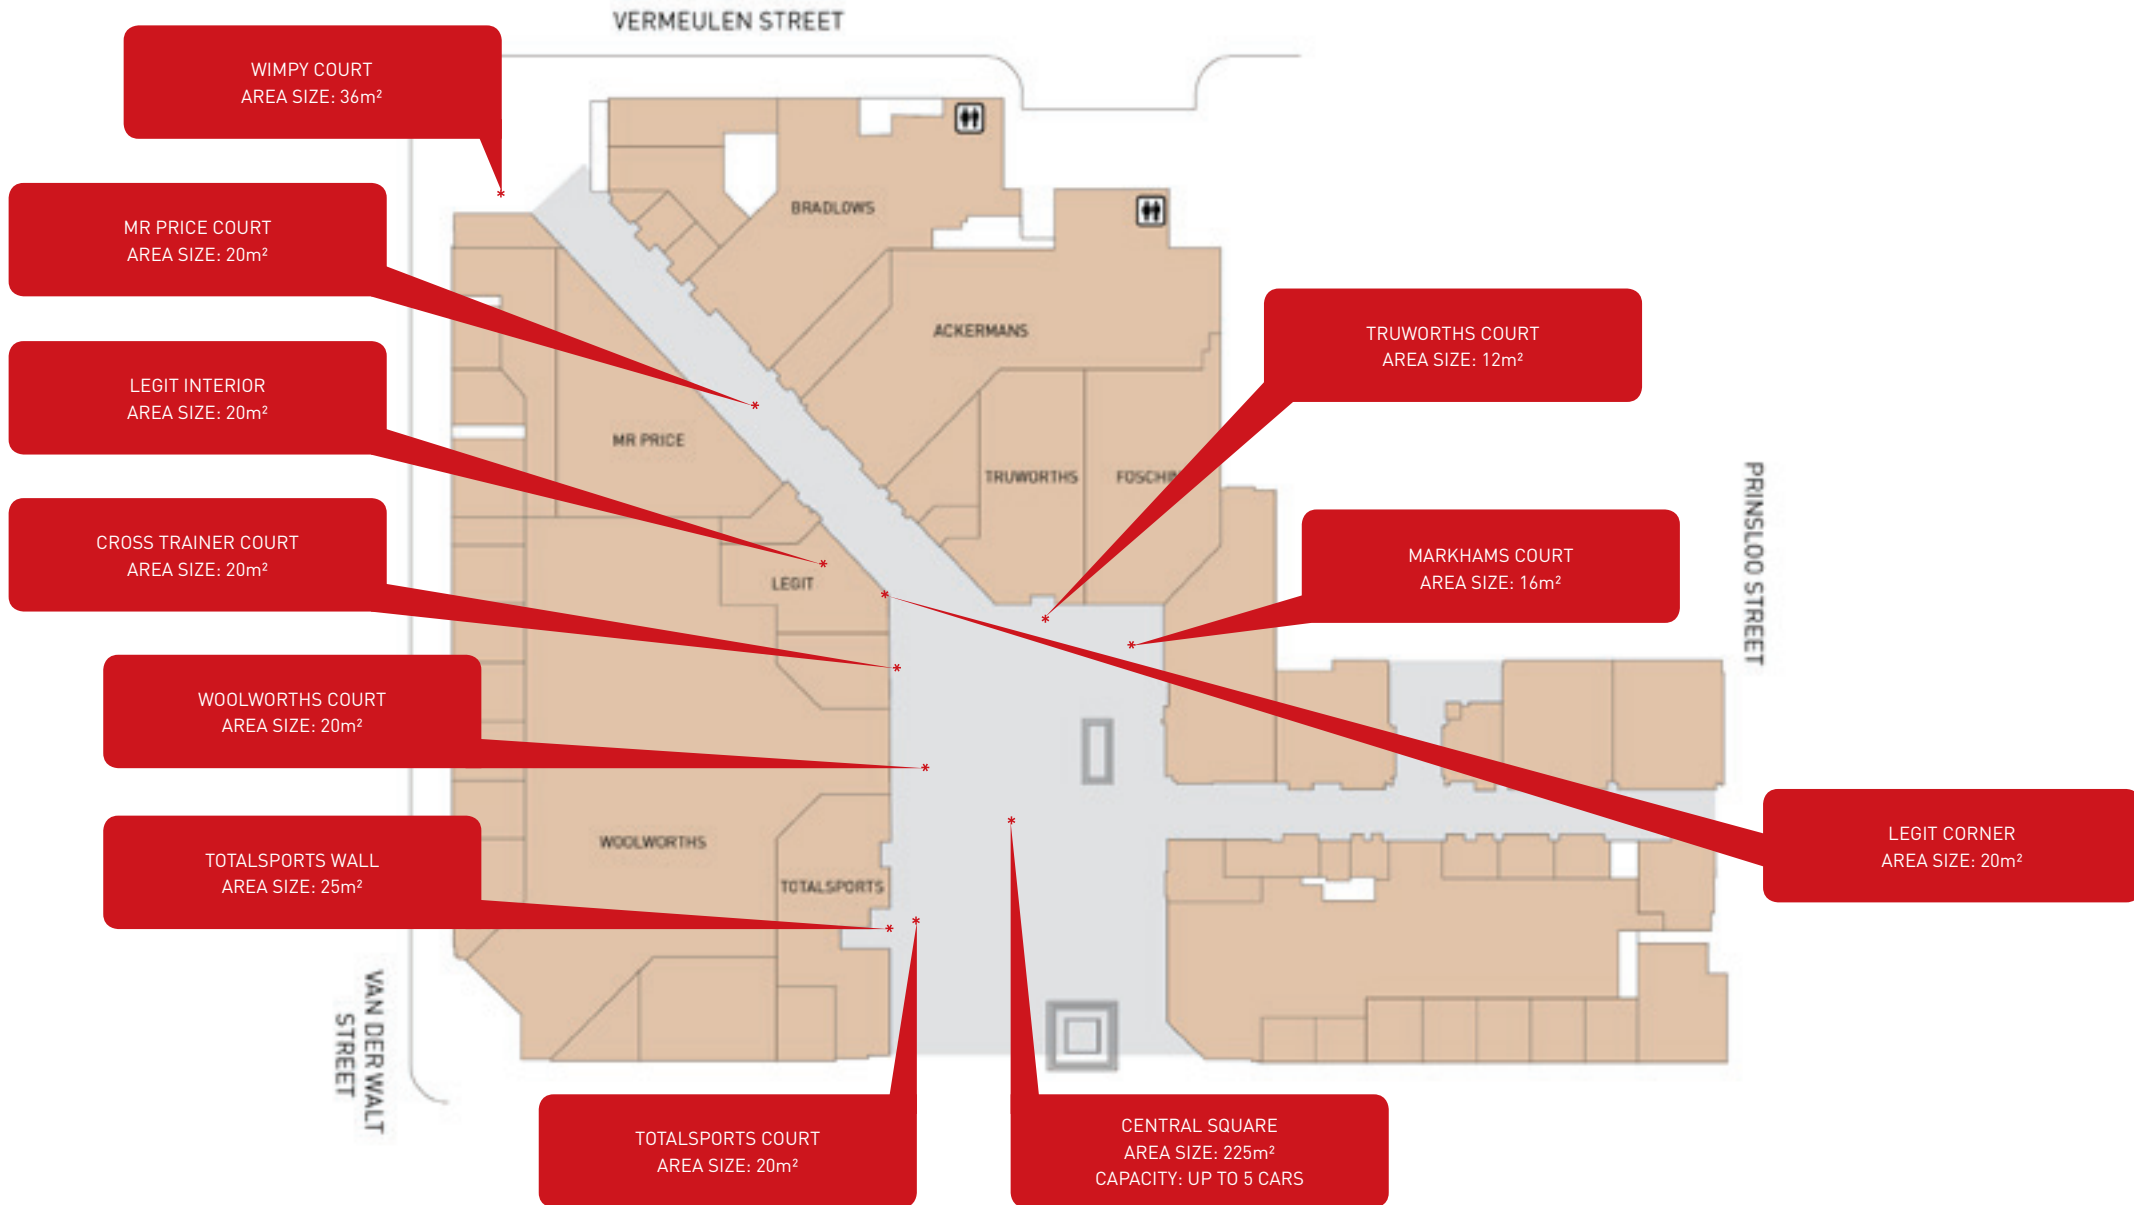 VERMEULEN STREET
WIMPY COURT
AREA SIZE: 36m²
MR PRICE COURT
AREA SIZE: 20m²
BRADLOWS
LEGIT INTERIOR
AREA SIZE: 20m²
ACKERMANS
TRUWORTHS COURT
AREA SIZE: 12m²
MR PRICE
TRUWORTHS
CROSS TRAINER COURT
AREA SIZE: 20m²
LEGIT
MARKHAMS COURT
AREA SIZE: 16m²
PRINSLOO STREET
WOOLWORTHS COURT
AREA SIZE: 20m²
WOOLWORTHS
TOTALSPORTS WALL
AREA SIZE: 25m²
TOTALSPORTS
LEGIT CORNER
AREA SIZE: 20m²
VAN DER WALT
STREET
TOTALSPORTS COURT
AREA SIZE: 20m²
CENTRAL SQUARE
AREA SIZE: 225m²
CAPACITY: UP TO 5 CARS